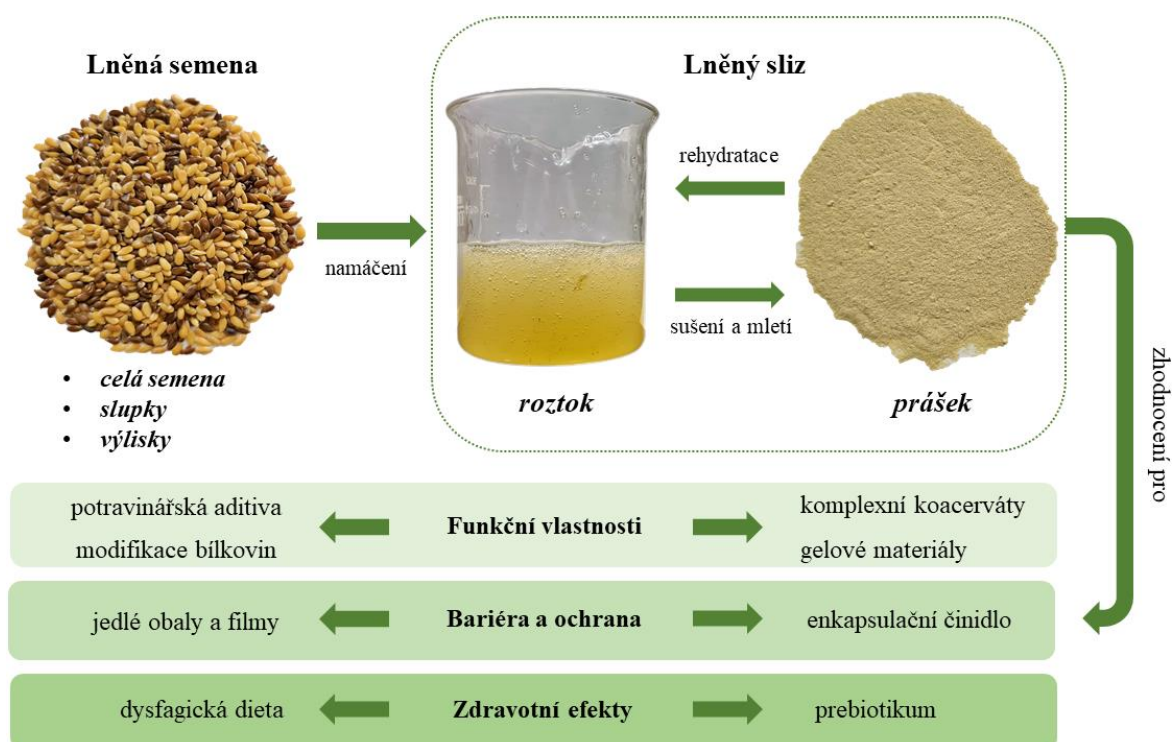 Lněná semena
Lněný sliz
rehydratace
namáčení
sušení a mletí
• celá semena
• slupky
• výlisky
roztok
prášek
zhodnocení pro
potravinářská aditiva
modifikace bílkovin
Funkční vlastnosti
komplexní koacerváty
gelové materiály
jedlé obaly a filmy
Bariéra a ochrana
enkapsulační činidlo
dysfagická dieta
Zdravotní efekty
prebiotikum